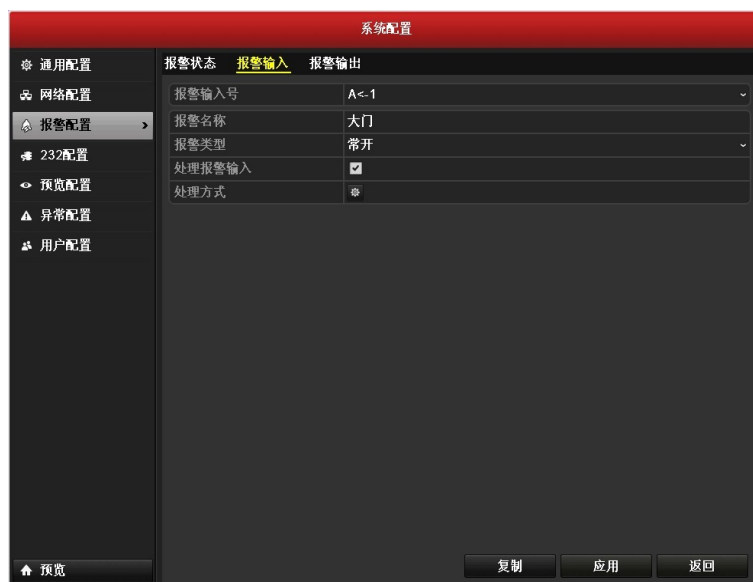 系统配置
通用配置
网络配置
报警配置
232配置
预览配置
异常配置
用户配置
预览
报警状态 报警输入 报警输出
报警输入号 A<-1
报警名称 大门
报警类型 常开
处理报警输入
处理方式
复制 应用 返回